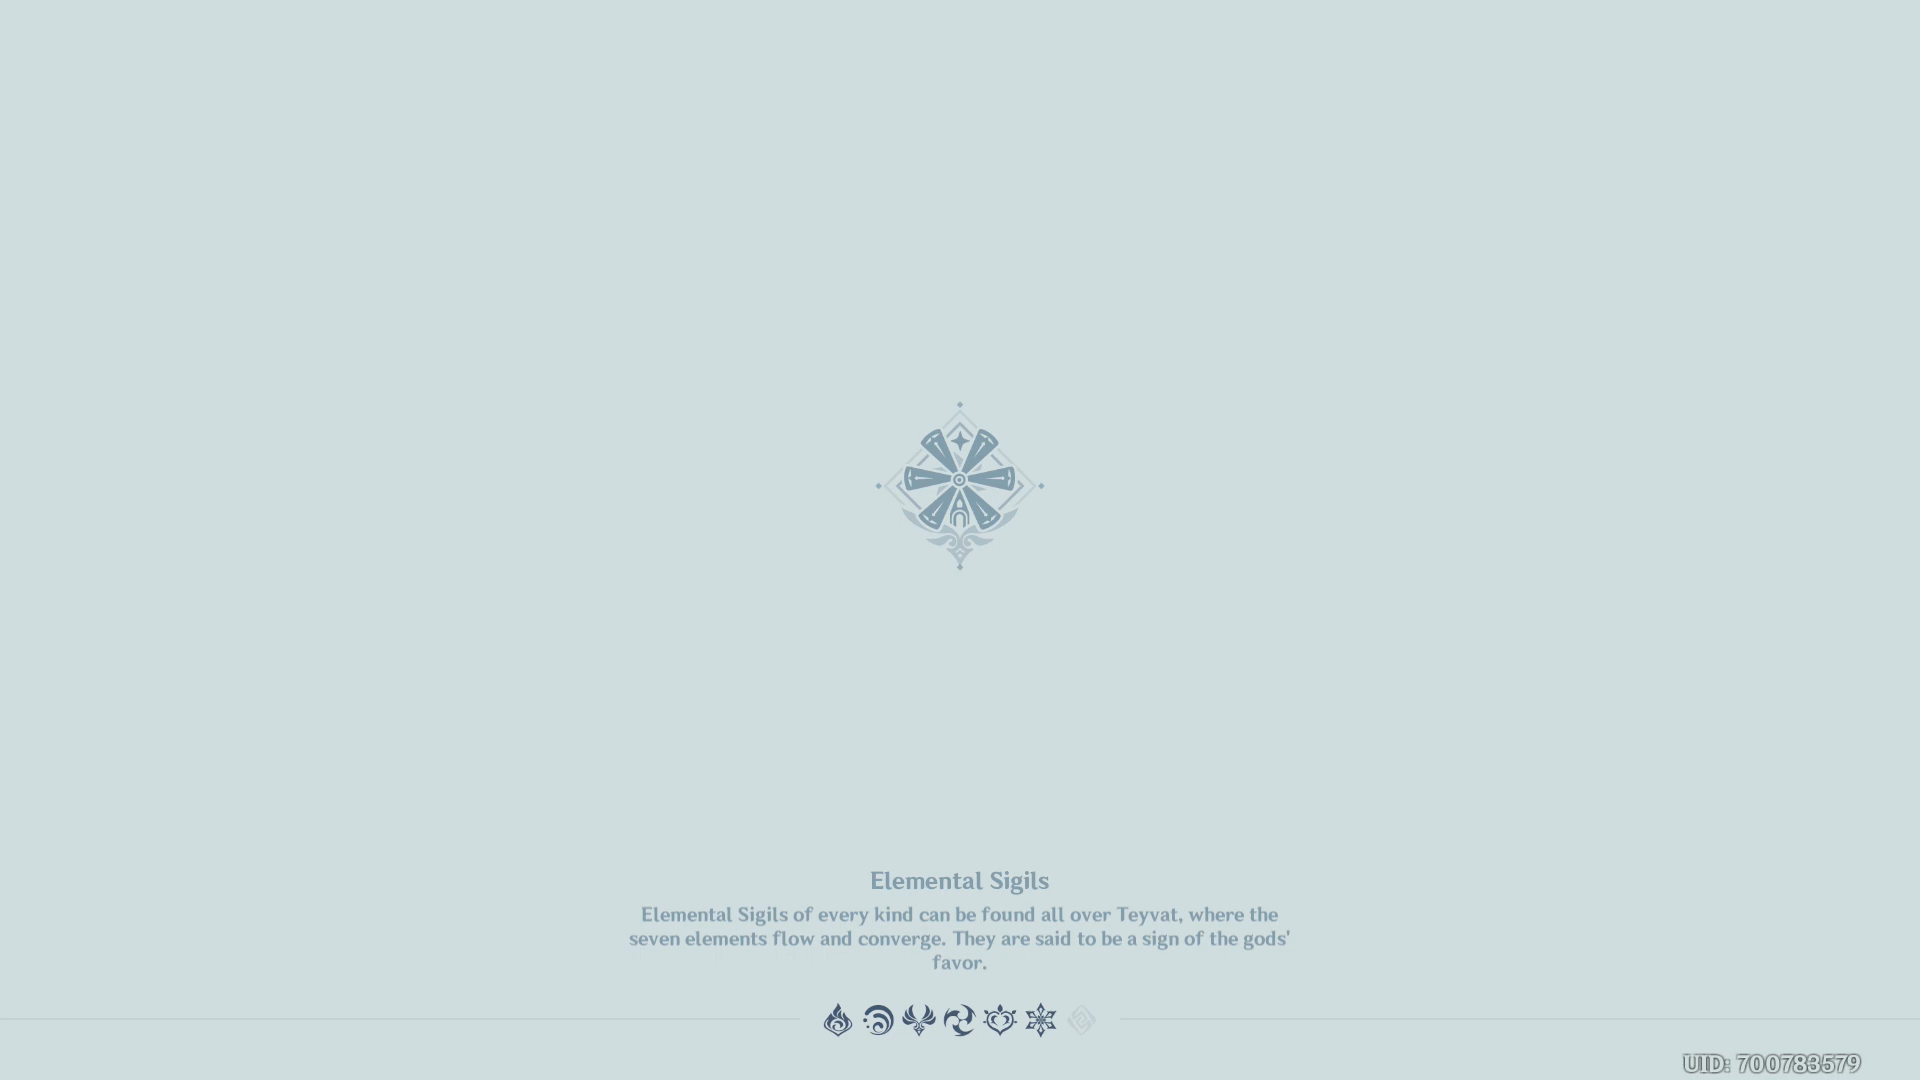 Elemental Sigils
Elemental Sigils of every kind can be found all over Teyvat, where the
seven elements flow and converge. They are said to be a sign of the gods'
favor.
UID: 700783579